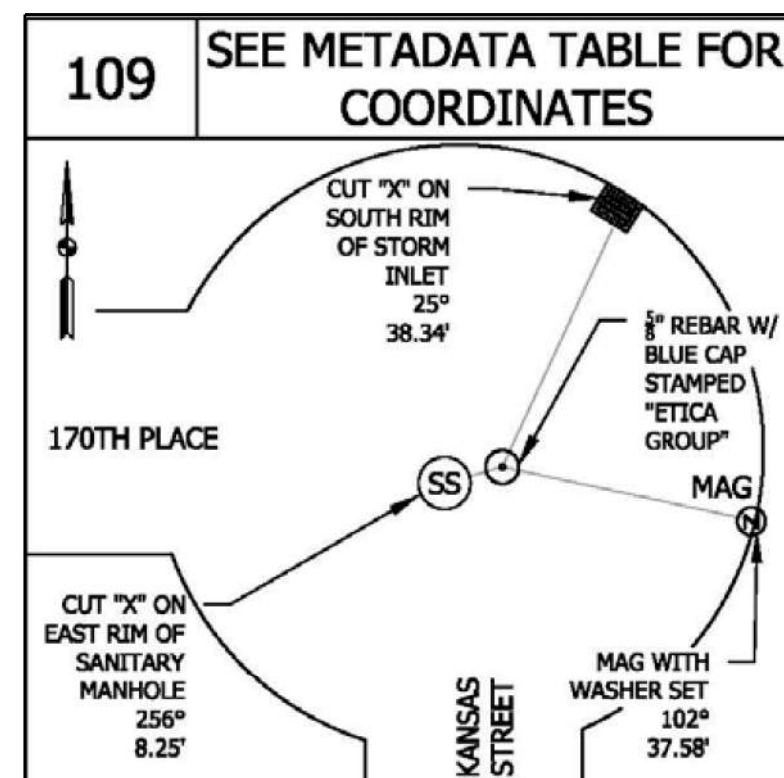 109
SEE METADATA TABLE FOR
COORDINATES
CUT "X" ON
SOUTH RIM
OF STORM
INLET
25°
38.34'
5/8" REBAR W/
BLUE CAP
STAMPED
"ETICA
GROUP"
170TH PLACE
SS
MAG
N
CUT "X" ON
EAST RIM OF
SANITARY
MANHOLE
256°
8.25'
KANSAS
STREET
MAG WITH
WASHER SET
102°
37.58'